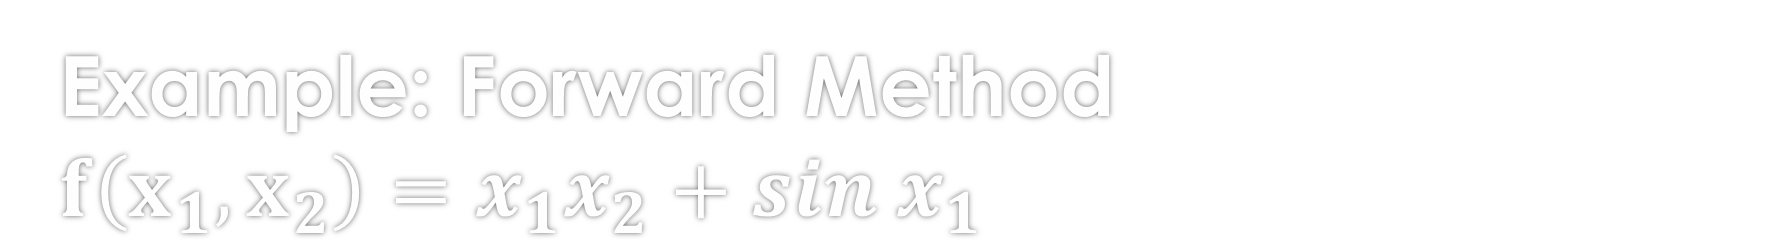 Example: Forward Method
f(x₁, x₂) = x₁x₂ + sin x₁